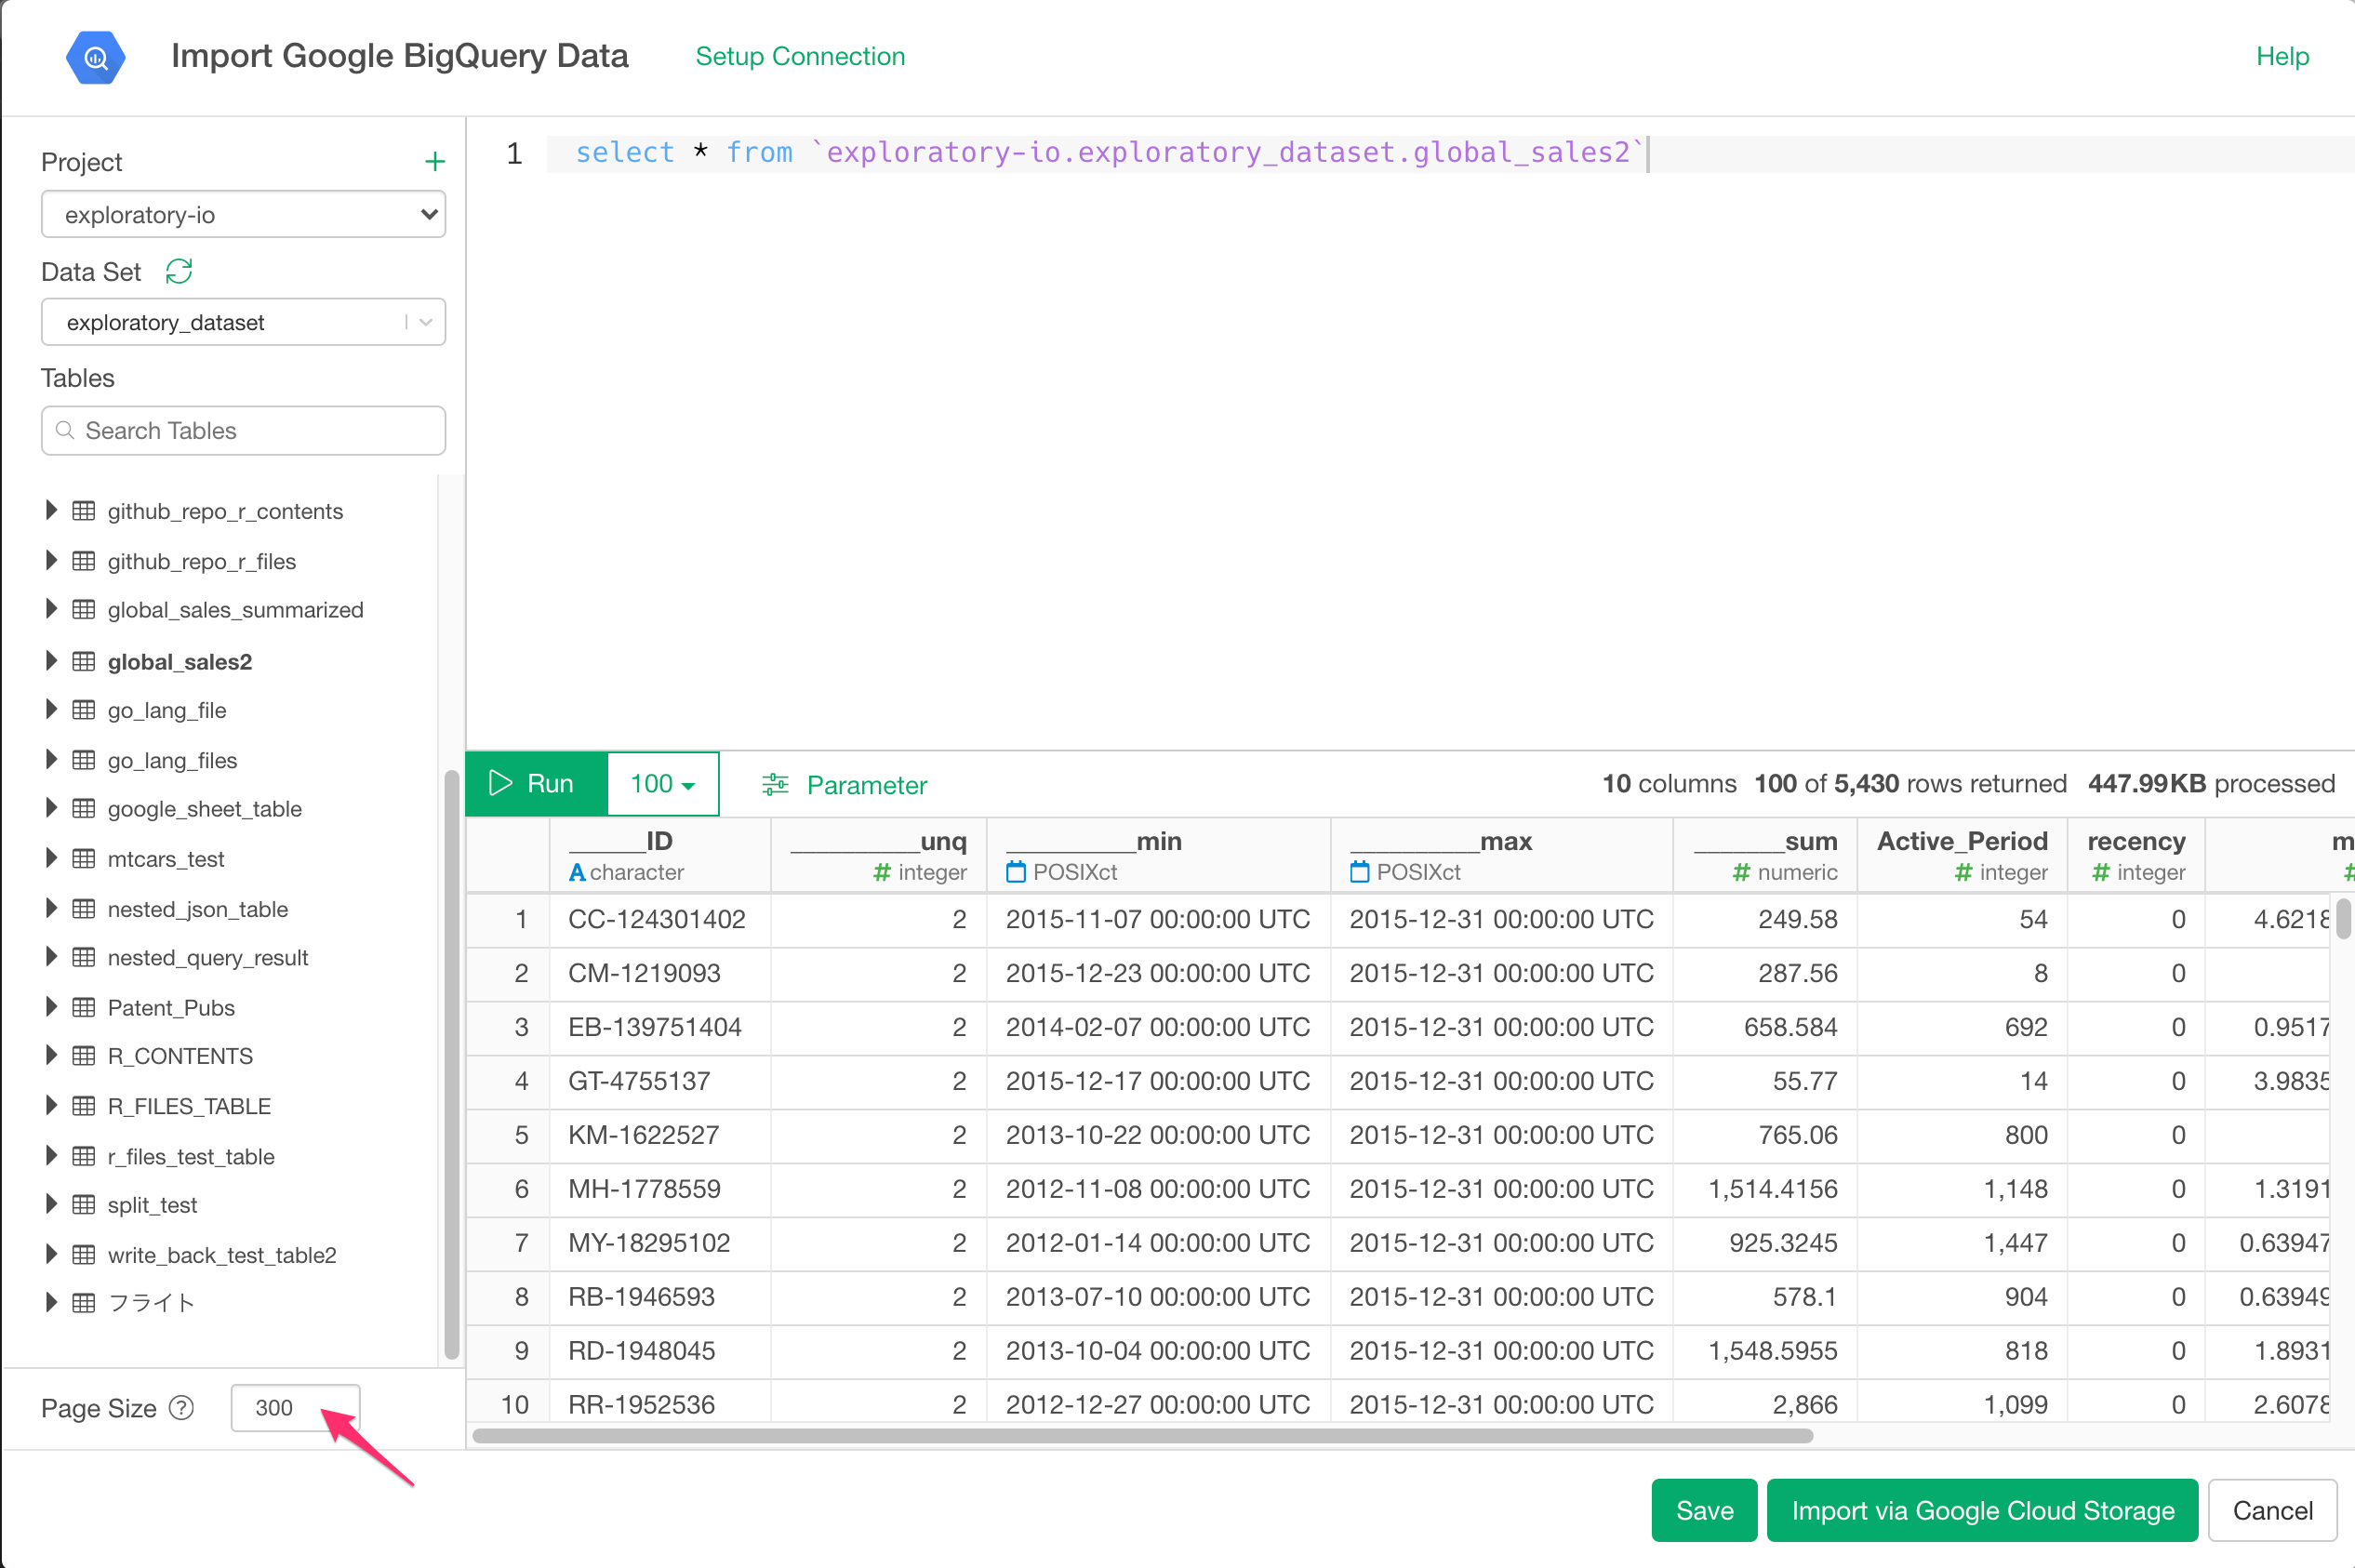 Import Google BigQuery Data Setup Connection Help
Project +
exploratory-io
Data Set
exploratory_dataset
Tables
Search Tables
github_repo_r_contents
github_repo_r_files
global_sales_summarized
global_sales2
go_lang_file
go_lang_files
google_sheet_table
mtcars_test
nested_json_table
nested_query_result
Patent_Pubs
R_CONTENTS
R_FILES_TABLE
r_files_test_table
split_test
write_back_test_table2
フライト
Page Size ? 300
1 select * from `exploratory-io.exploratory_dataset.global_sales2`
Run 100 Parameter 10 columns 100 of 5,430 rows returned 447.99KB processed
______ID __________unq __________min __________max _______sum Active_Period recency m
A character # integer POSIXct POSIXct # numeric # integer # integer #
1 CC-124301402 2 2015-11-07 00:00:00 UTC 2015-12-31 00:00:00 UTC 249.58 54 0 4.6218
2 CM-1219093 2 2015-12-23 00:00:00 UTC 2015-12-31 00:00:00 UTC 287.56 8 0
3 EB-139751404 2 2014-02-07 00:00:00 UTC 2015-12-31 00:00:00 UTC 658.584 692 0 0.9517
4 GT-4755137 2 2015-12-17 00:00:00 UTC 2015-12-31 00:00:00 UTC 55.77 14 0 3.9835
5 KM-1622527 2 2013-10-22 00:00:00 UTC 2015-12-31 00:00:00 UTC 765.06 800 0
6 MH-1778559 2 2012-11-08 00:00:00 UTC 2015-12-31 00:00:00 UTC 1,514.4156 1,148 0 1.3191
7 MY-18295102 2 2012-01-14 00:00:00 UTC 2015-12-31 00:00:00 UTC 925.3245 1,447 0 0.63947
8 RB-1946593 2 2013-07-10 00:00:00 UTC 2015-12-31 00:00:00 UTC 578.1 904 0 0.63949
9 RD-1948045 2 2013-10-04 00:00:00 UTC 2015-12-31 00:00:00 UTC 1,548.5955 818 0 1.8931
10 RR-1952536 2 2012-12-27 00:00:00 UTC 2015-12-31 00:00:00 UTC 2,866 1,099 0 2.6078
Save Import via Google Cloud Storage Cancel